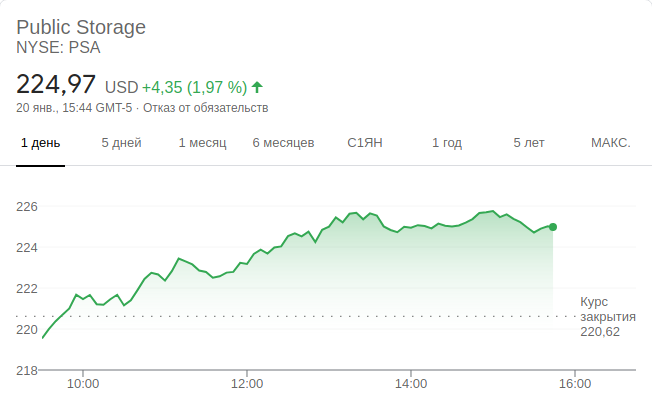 Public Storage
NYSE: PSA
224,97 USD +4,35 (1,97 %)
20 янв., 15:44 GMT-5 · Отказ от обязательств
1 день 5 дней 1 месяц 6 месяцев С1ЯН 1 год 5 лет МАКС.
226
224
222
220
218
Курс
закрытия
220,62
10:00 12:00 14:00 16:00